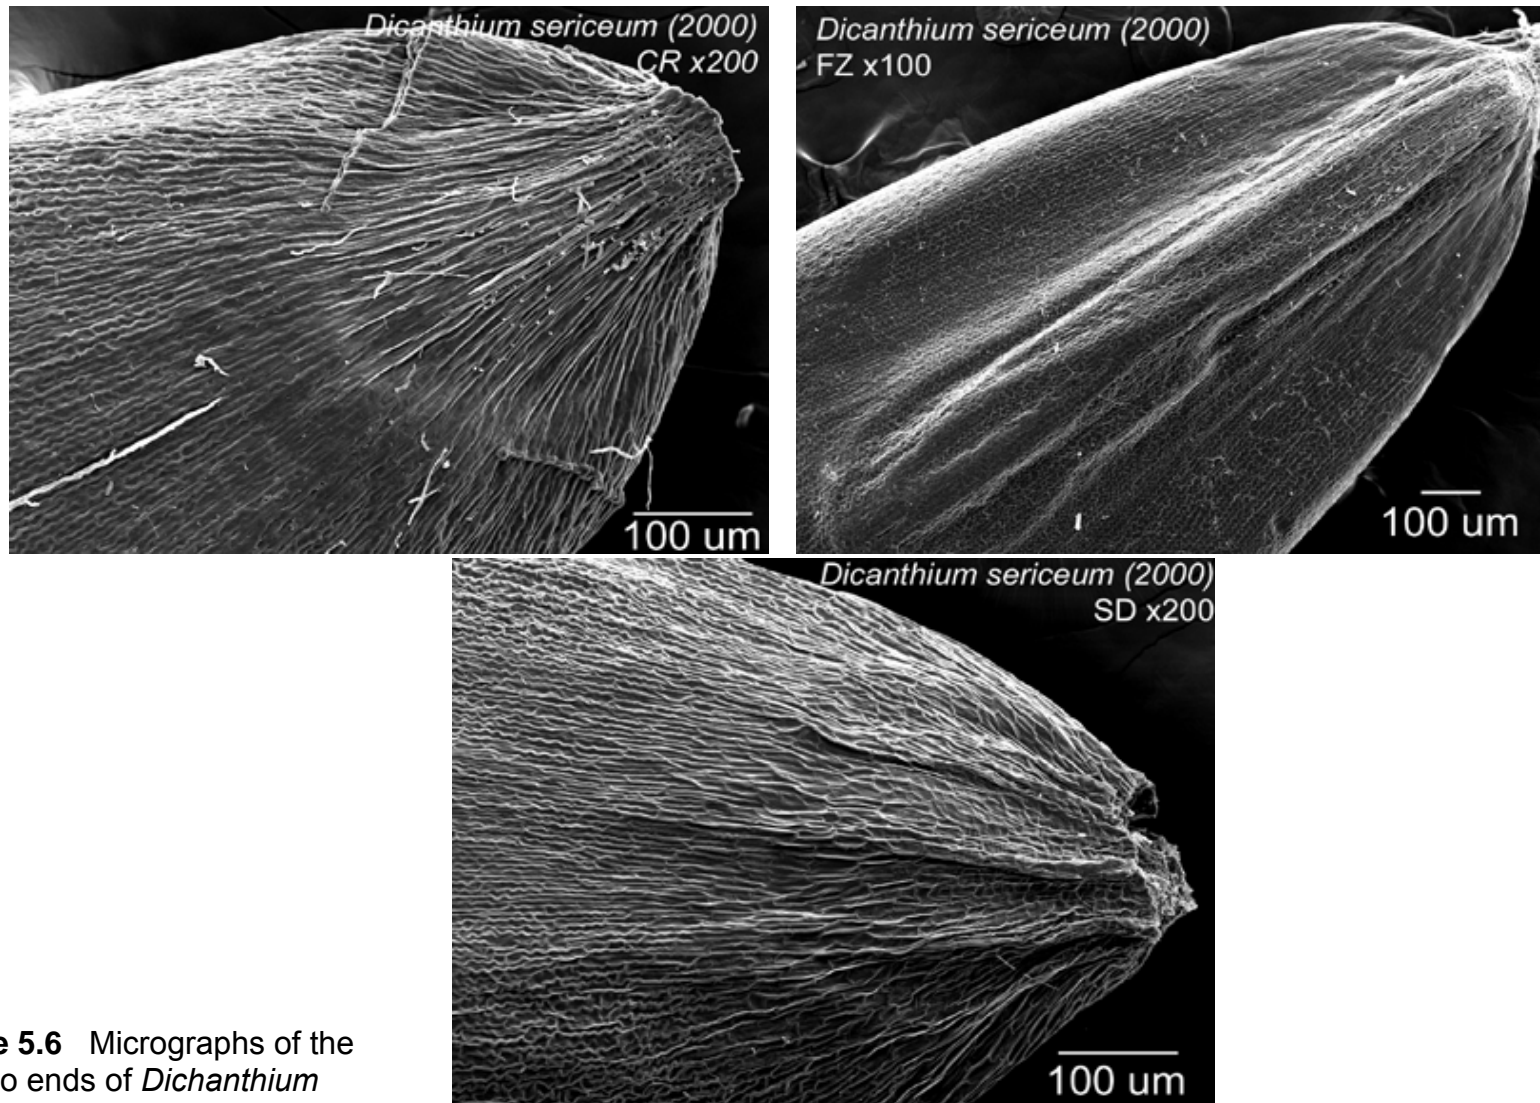 Dicanthium sericeum (2000)
CR x200
100 um
Dicanthium sericeum (2000)
FZ x100
100 um
Dicanthium sericeum (2000)
SD x200
100 um
5.6 Micrographs of the
ends of Dichanthium